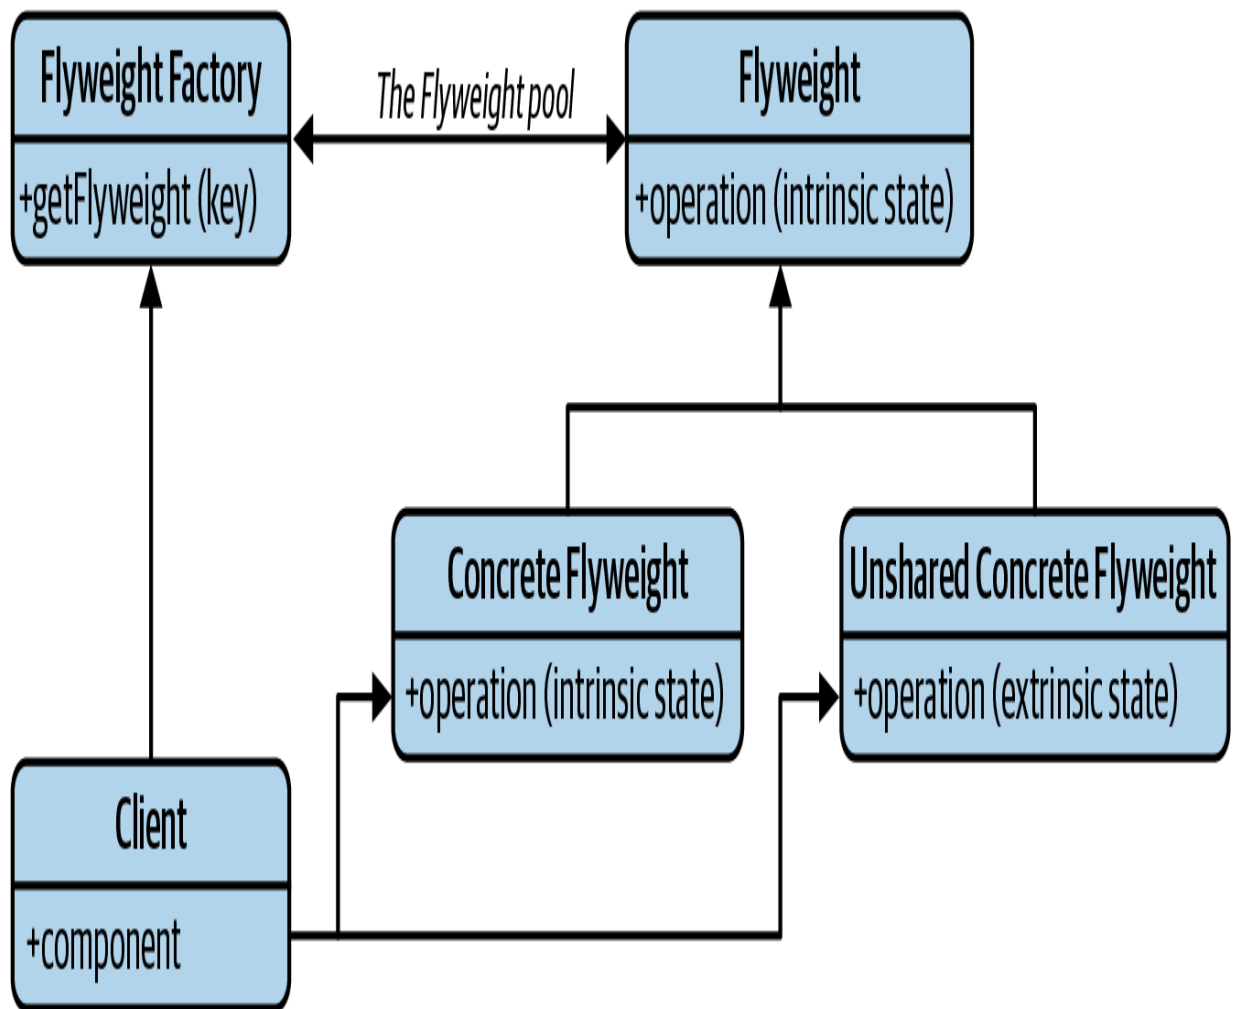 Flyweight Factory
+getFlyweight (key)
The Flyweight pool
Flyweight
+operation (intrinsic state)
Concrete Flyweight
+operation (intrinsic state)
Unshared Concrete Flyweight
+operation (extrinsic state)
Client
+component